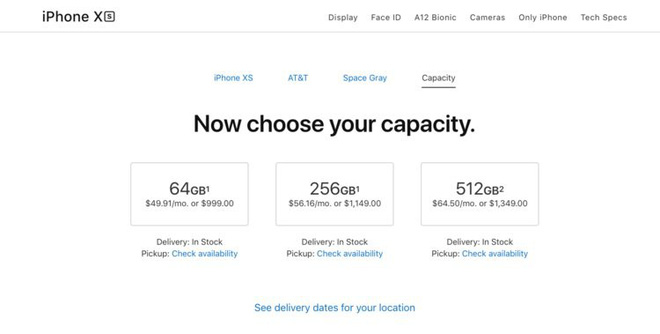 iPhone XS
Display Face ID A12 Bionic Cameras Only iPhone Tech Specs
iPhone XS AT&T Space Gray Capacity
Now choose your capacity.
64GB¹ 256GB¹ 512GB²
$49.91/mo. or $999.00 $56.16/mo. or $1,149.00 $64.50/mo. or $1,349.00
Delivery: In Stock Delivery: In Stock Delivery: In Stock
Pickup: Check availability Pickup: Check availability Pickup: Check availability
See delivery dates for your location